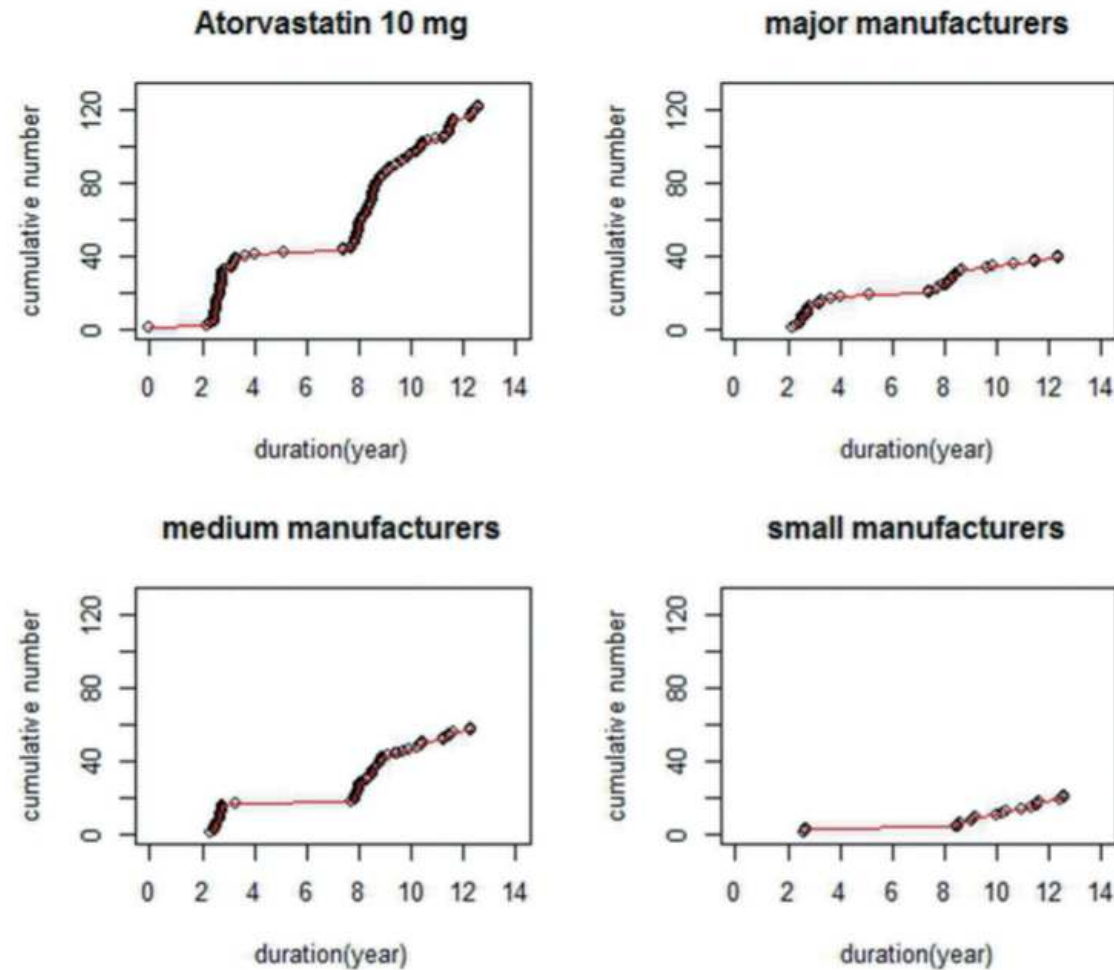 Atorvastatin 10 mg
cumulative number
0 40 80 120
0 2 4 6 8 10 12 14
duration(year)
major manufacturers
cumulative number
0 40 80 120
0 2 4 6 8 10 12 14
duration(year)
medium manufacturers
cumulative number
0 40 80 120
0 2 4 6 8 10 12 14
duration(year)
small manufacturers
cumulative number
0 40 80 120
0 2 4 6 8 10 12 14
duration(year)